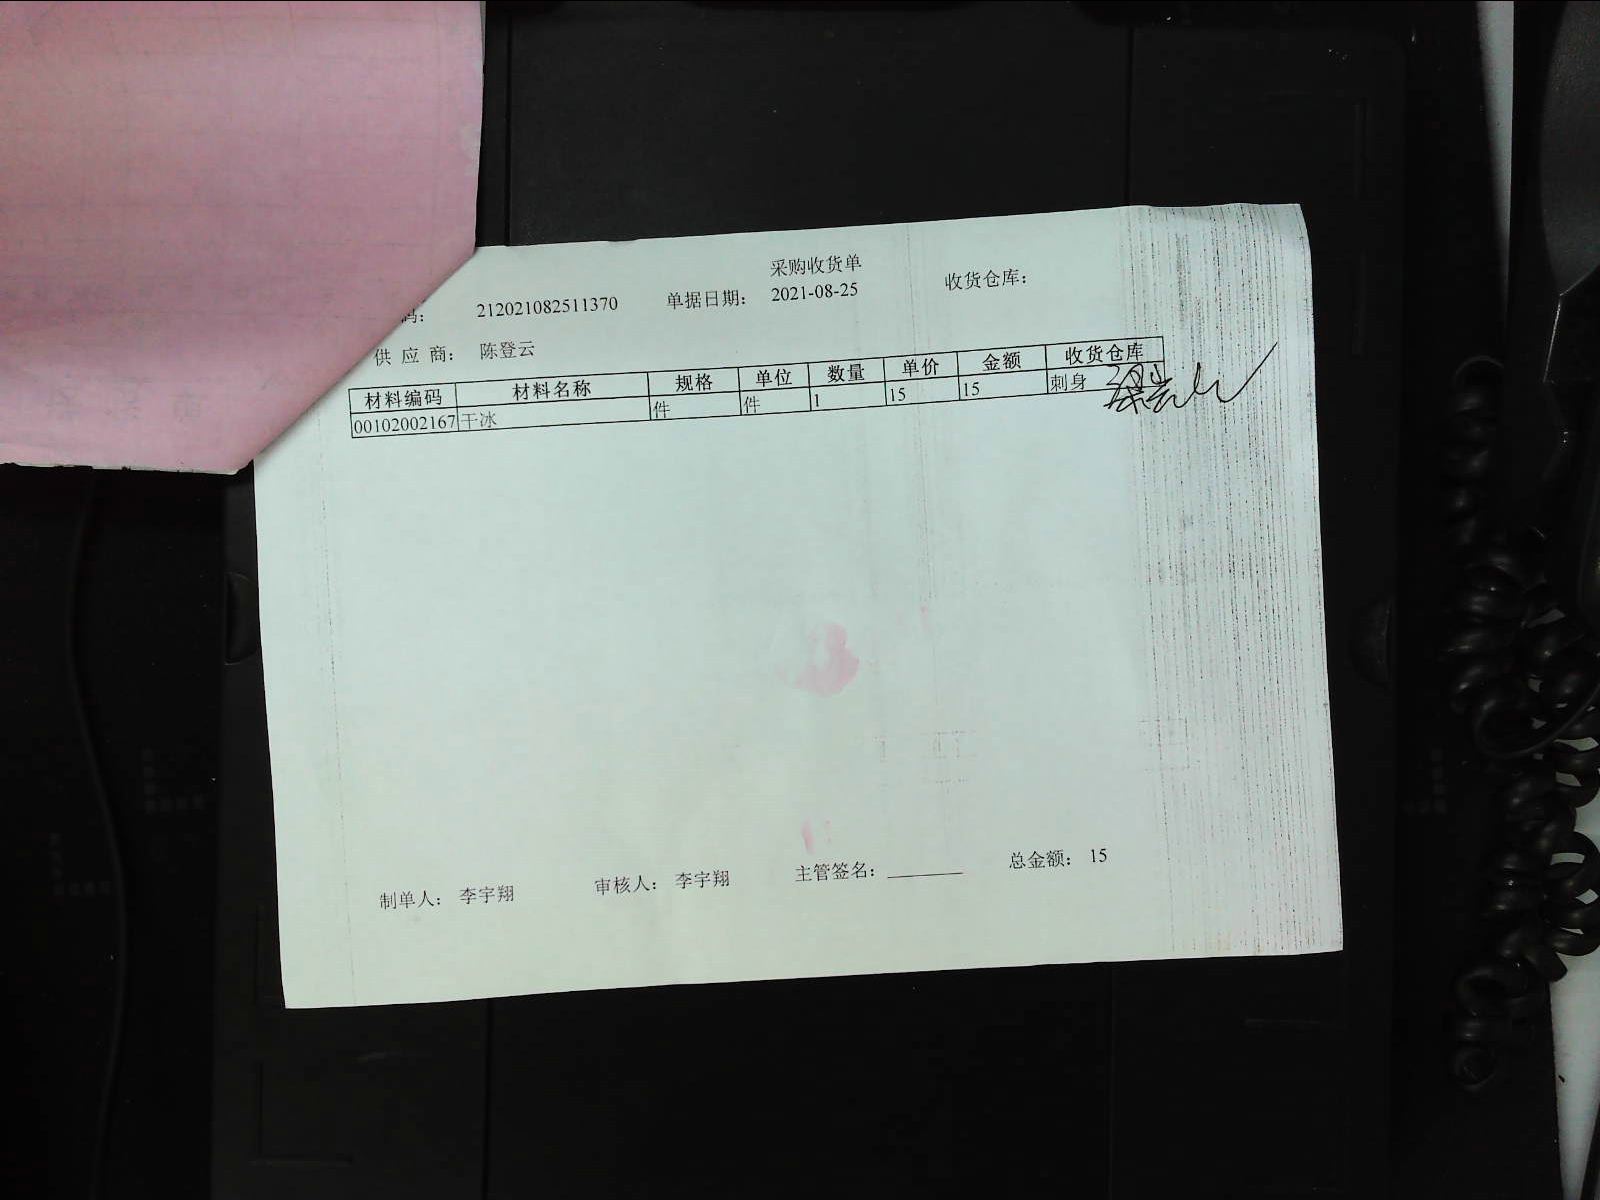 采购收货单
码: 212021082511370 单据日期: 2021-08-25 收货仓库:
供 应 商: 陈登云
材料编码 材料名称 规格 单位 数量 单价 金额 收货仓库
00102002167 干冰 件 件 1 15 15 刺身
制单人: 李宇翔 审核人: 李宇翔 主管签名: 总金额: 15